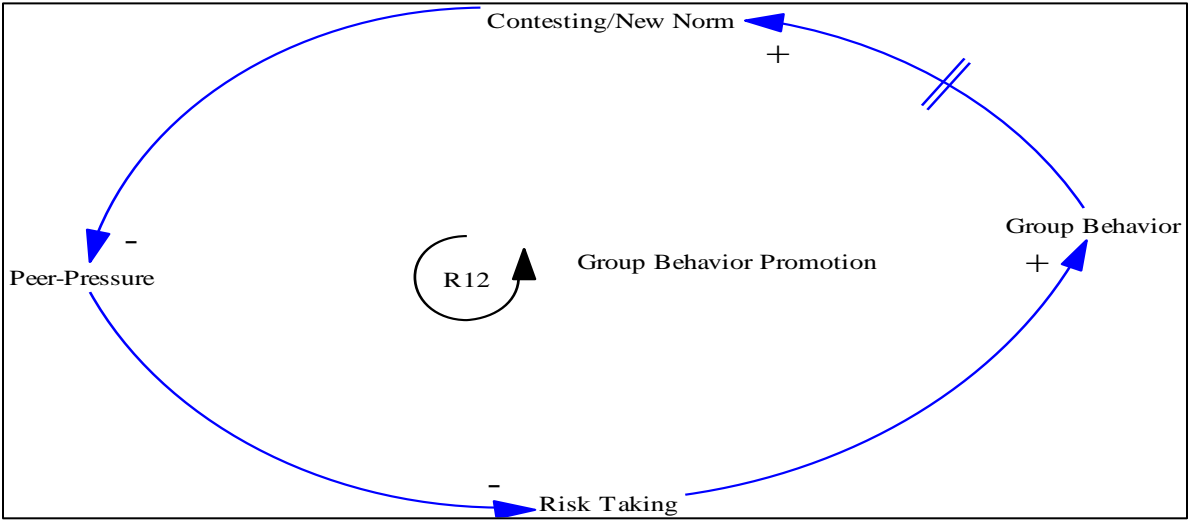 Contesting/New Norm
+
Group Behavior
+
-
Peer-Pressure
R12
Group Behavior Promotion
-
Risk Taking